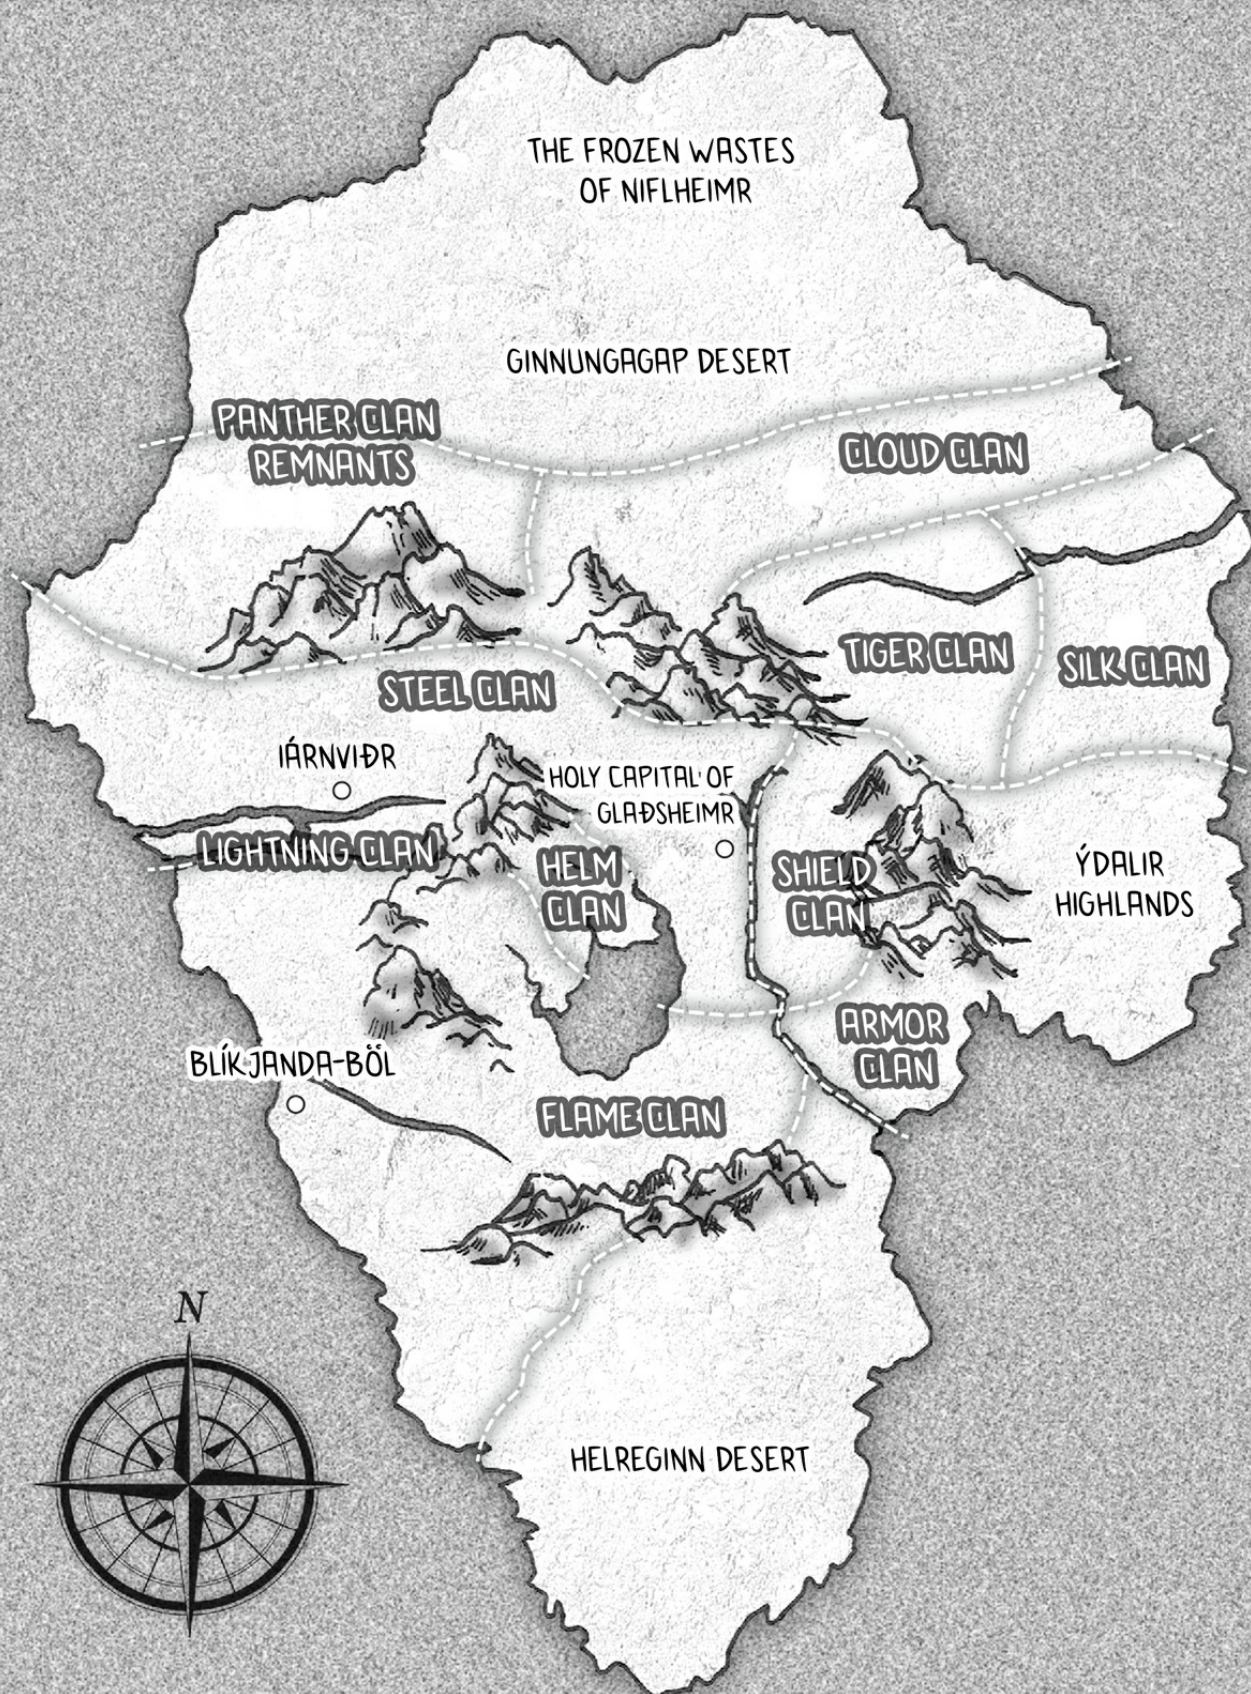 THE FROZEN WASTES
OF NIFLHEIMR
GINNUNGAGAP DESERT
PANTHER CLAN
REMNANTS
CLOUD CLAN
TIGER CLAN
SILK CLAN
STEEL CLAN
IÁRNVIÐR
HOLY CAPITAL OF
GLAÐSHEIMR
LIGHTNING CLAN
HELM
CLAN
SHIELD
CLAN
ÝDALIR
HIGHLANDS
ARMOR
CLAN
BLÍKJANDA-BÖL
FLAME CLAN
N
HELREGINN DESERT